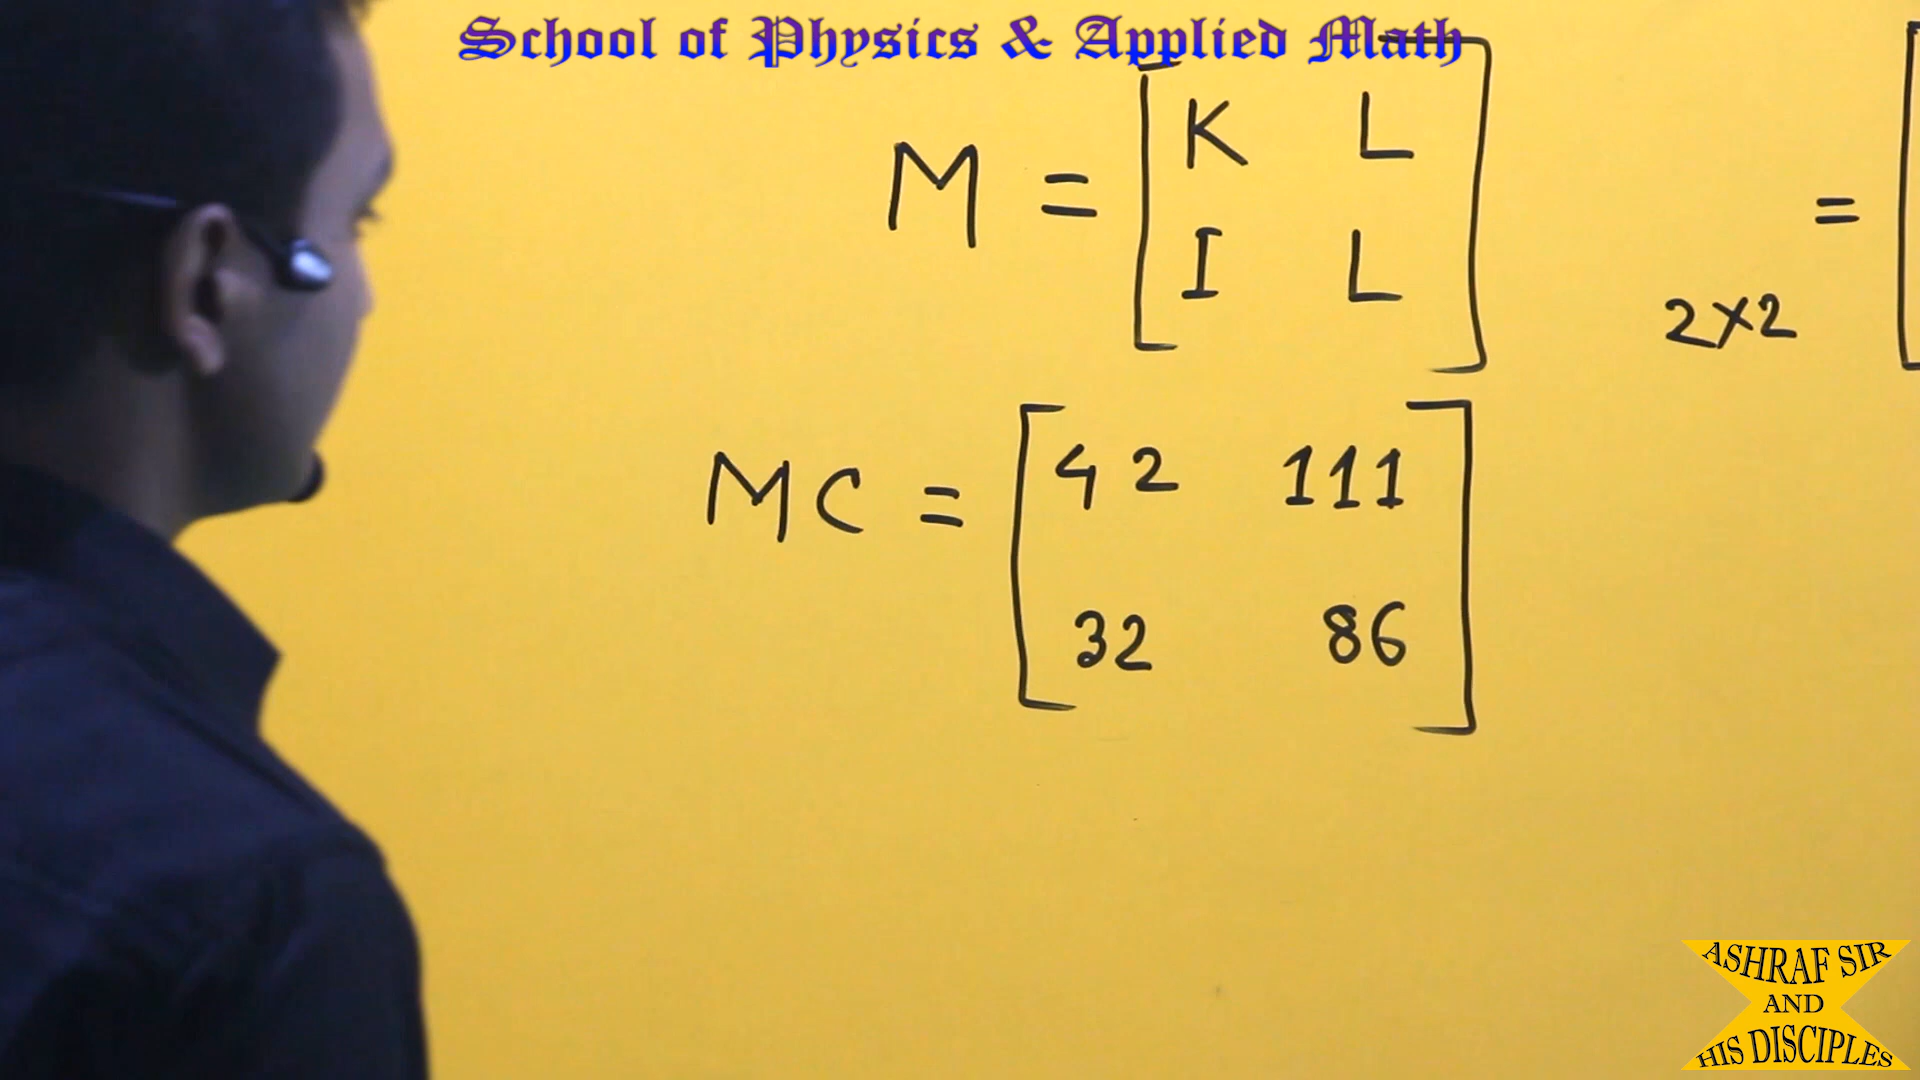 School of Physics & Applied Math
M = [ K L
I L ]
2×2
= [
MC = [ 42 111
32 86 ]
ASHRAF SIR
AND
HIS DISCIPLES